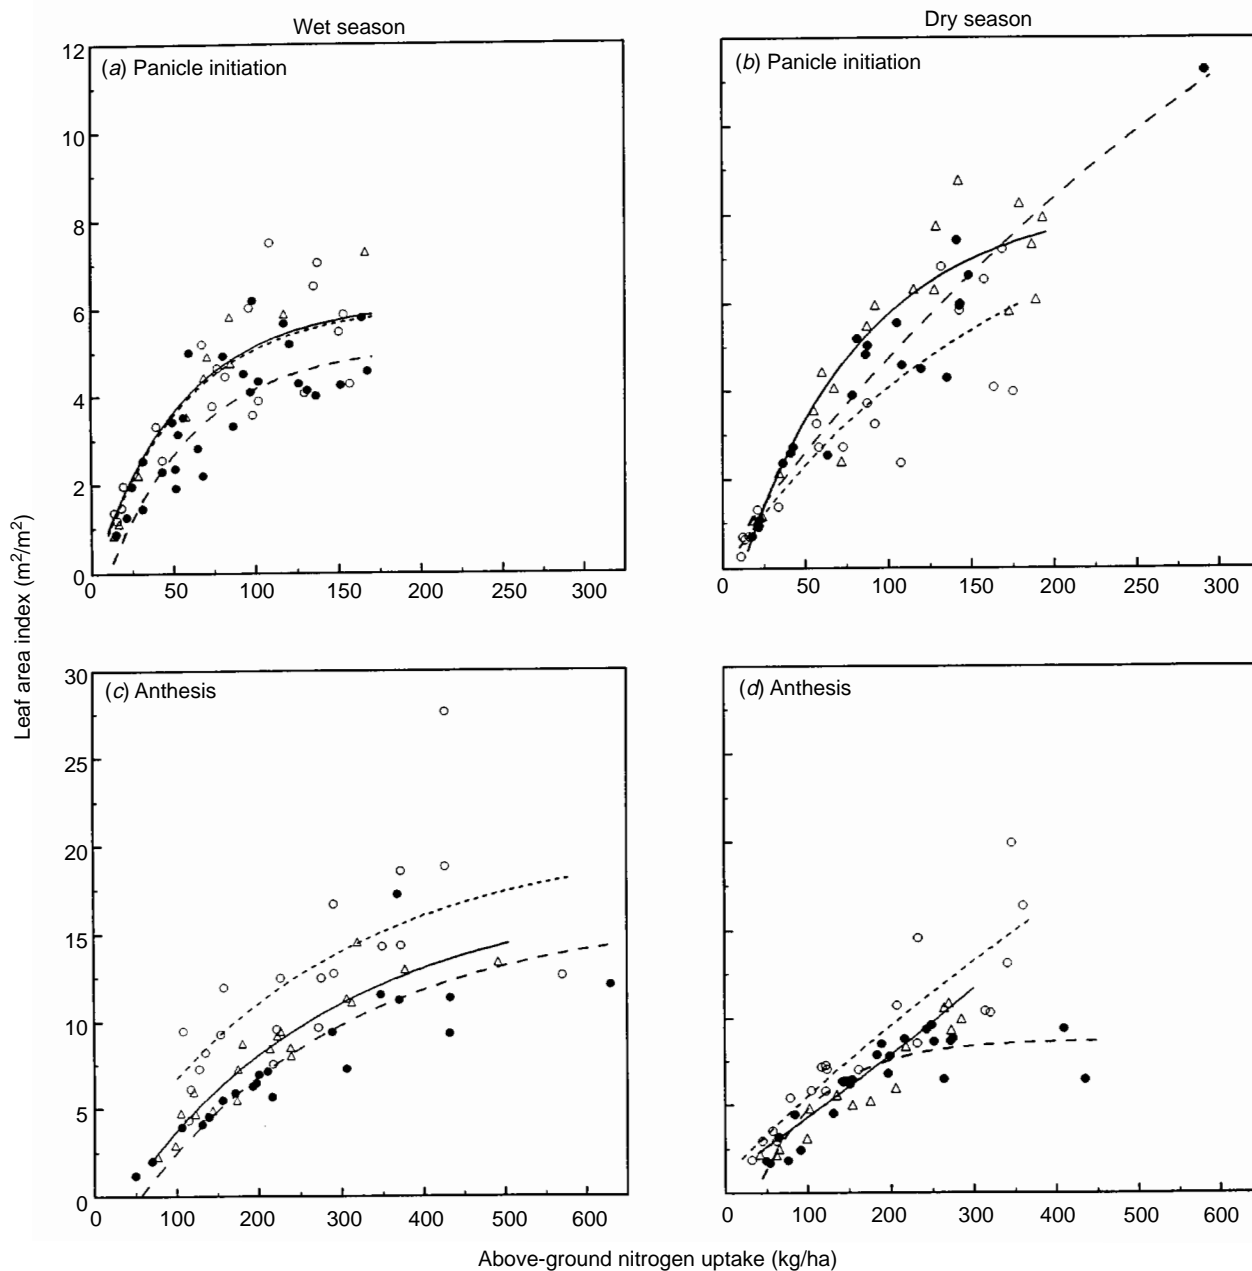 Wet season
Dry season
(a) Panicle initiation
(b) Panicle initiation
12
10
8
6
4
2
0
0 50 100 150 200 250 300
0 50 100 150 200 250 300
Leaf area index (m²/m²)
(c) Anthesis
(d) Anthesis
30
25
20
15
10
5
0
0 100 200 300 400 500 600
0 100 200 300 400 500 600
Above-ground nitrogen uptake (kg/ha)